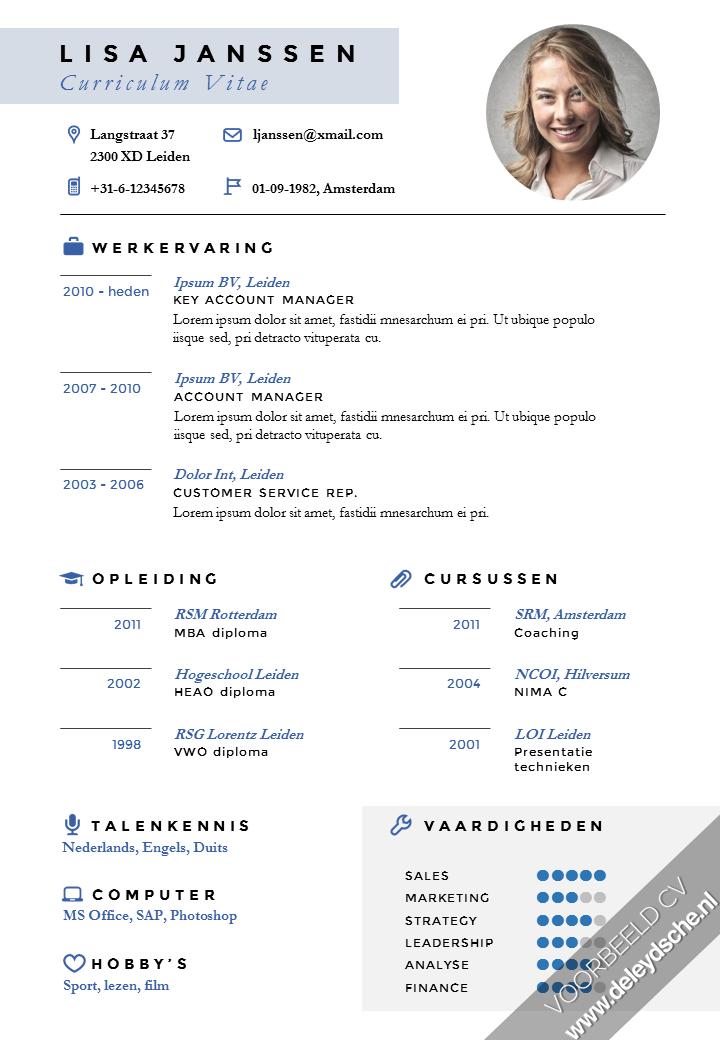 LISA JANSSEN
Curriculum Vitae
Langstraat 37
2300 XD Leiden
ljanssen@xmail.com
+31-6-12345678
01-09-1982, Amsterdam
WERKERVARING
2010 - heden
Ipsum BV, Leiden
KEY ACCOUNT MANAGER
Lorem ipsum dolor sit amet, fastidii mnesarchum ei pri. Ut ubique populo
iisque sed, pri detracto vituperata cu.
2007 - 2010
Ipsum BV, Leiden
ACCOUNT MANAGER
Lorem ipsum dolor sit amet, fastidii mnesarchum ei pri. Ut ubique populo
iisque sed, pri detracto vituperata cu.
2003 - 2006
Dolor Int, Leiden
CUSTOMER SERVICE REP.
Lorem ipsum dolor sit amet, fastidii mnesarchum ei pri.
OPLEIDING
2011
RSM Rotterdam
MBA diploma
2002
Hogeschool Leiden
HEAO diploma
1998
RSG Lorentz Leiden
VWO diploma
CURSUSSEN
2011
SRM, Amsterdam
Coaching
2004
NCOI, Hilversum
NIMA C
2001
LOI Leiden
Presentatie
technieken
TALENKENNIS
Nederlands, Engels, Duits
COMPUTER
MS Office, SAP, Photoshop
HOBBY'S
Sport, lezen, film
VAARDIGHEDEN
SALES
MARKETING
STRATEGY
LEADERSHIP
ANALYSE
FINANCE
VOORBEELD CV
www.deleydsche.nl